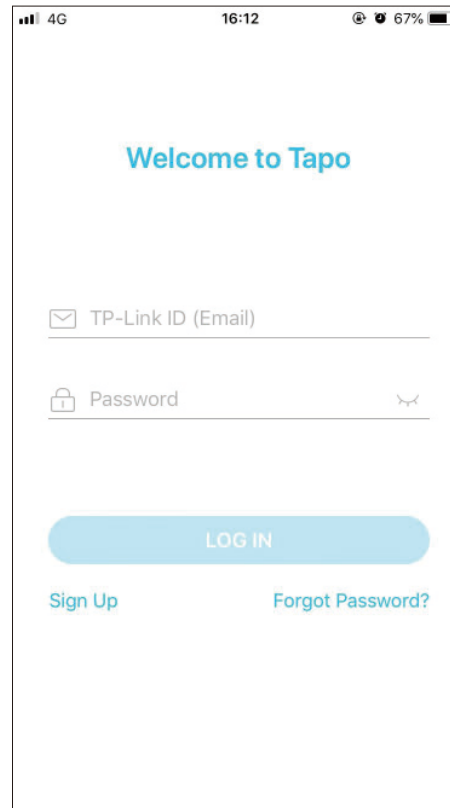 4G 16:12 67%
Welcome to Tapo
TP-Link ID (Email)
Password
LOG IN
Sign Up Forgot Password?